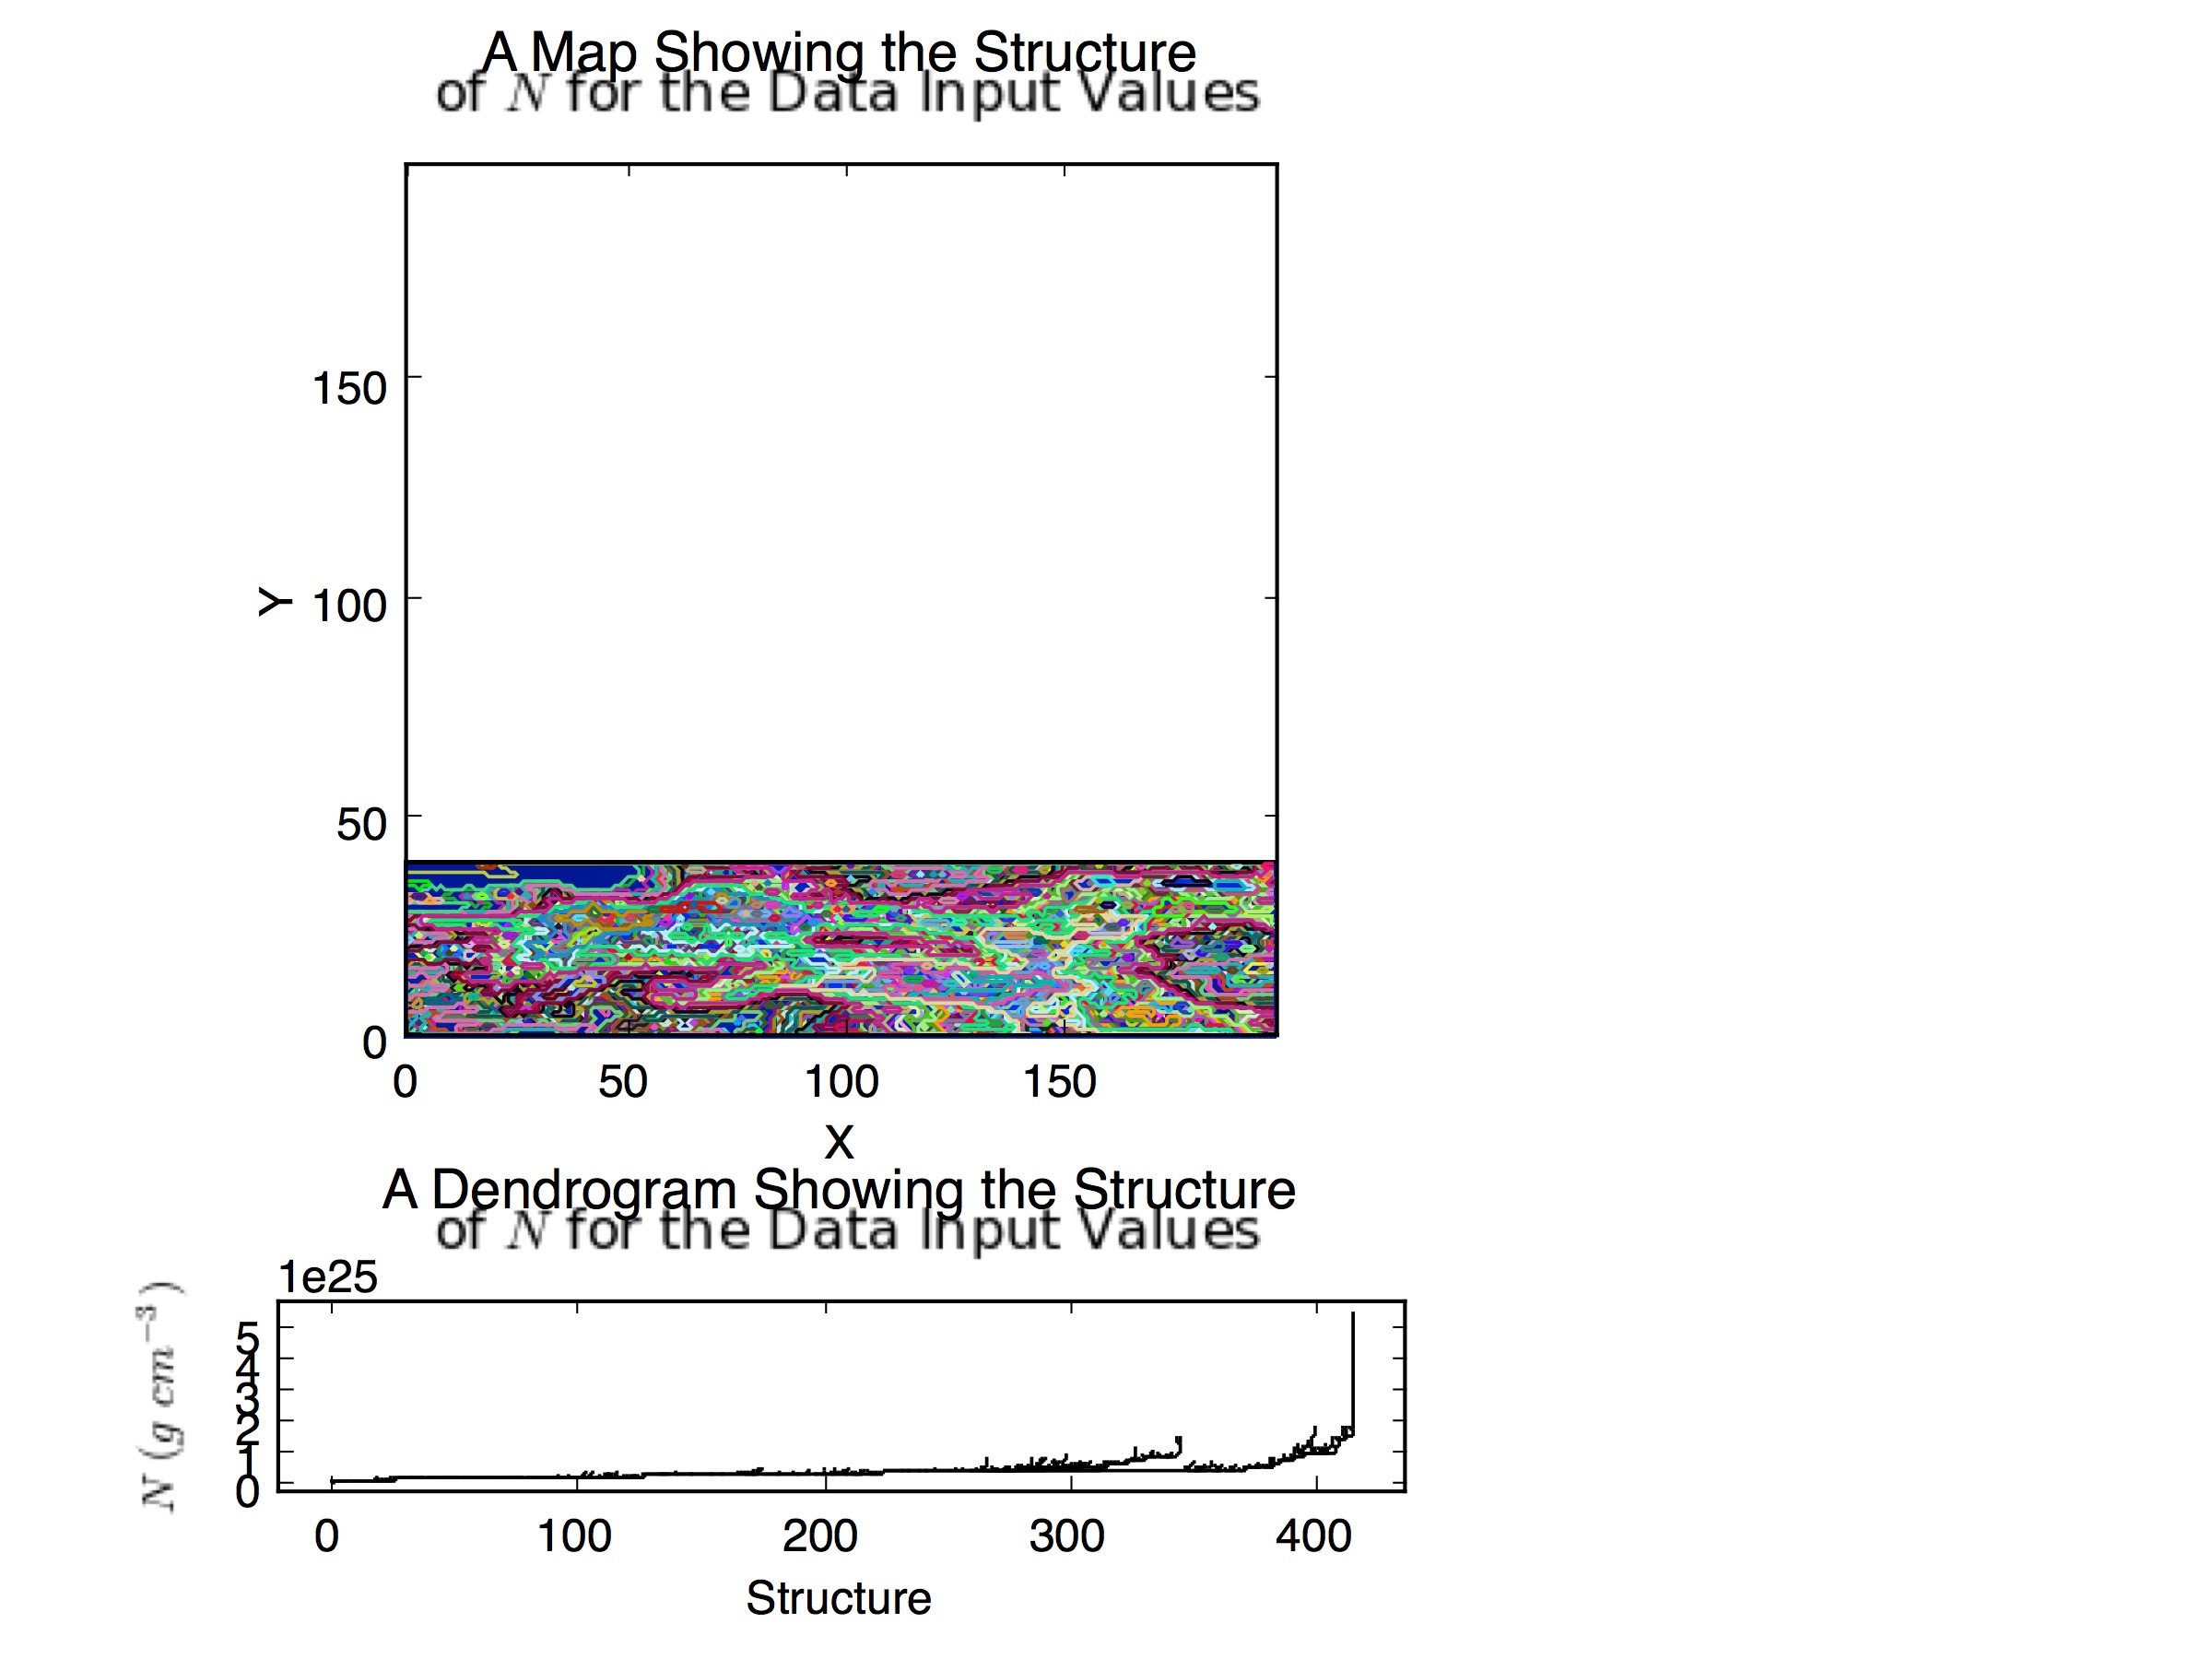 A Map Showing the Structure
of N for the Data Input Values
150
Y
100
50
0
0 50 100 150
X
A Dendrogram Showing the Structure
of N for the Data Input Values
1e25
N (g cm⁻³)
5
4
3
2
1
0
0 100 200 300 400
Structure